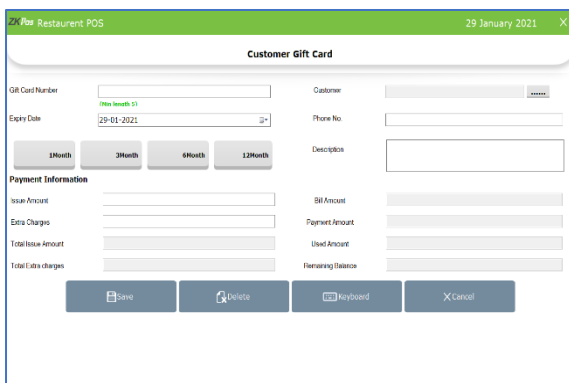 ZKPos Restaurent POS 29 January 2021 X
Customer Gift Card
Gift Card Number Customer ......
(Min length 5)
Expiry Date 29-01-2021 Phone No.
1Month 3Month 6Month 12Month Description
Payment Information
Issue Amount Bill Amount
Extra Charges Payment Amount
Total Issue Amount Used Amount
Total Extra charges Remaining Balance
Save Delete Keyboard Cancel